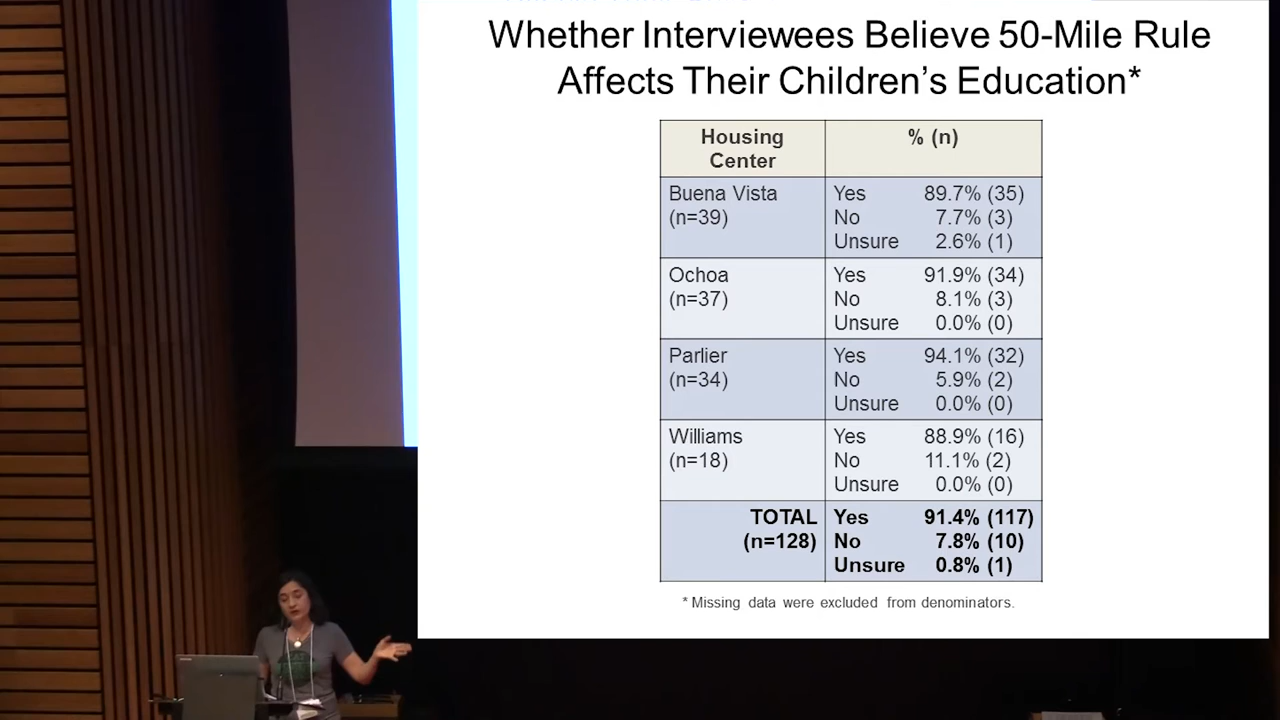 Whether Interviewees Believe 50-Mile Rule
Affects Their Children's Education*
Housing
Center
% (n)
Buena Vista
(n=39)
Yes 89.7% (35)
No 7.7% (3)
Unsure 2.6% (1)
Ochoa
(n=37)
Yes 91.9% (34)
No 8.1% (3)
Unsure 0.0% (0)
Parlier
(n=34)
Yes 94.1% (32)
No 5.9% (2)
Unsure 0.0% (0)
Williams
(n=18)
Yes 88.9% (16)
No 11.1% (2)
Unsure 0.0% (0)
TOTAL
(n=128)
Yes 91.4% (117)
No 7.8% (10)
Unsure 0.8% (1)
* Missing data were excluded from denominators.